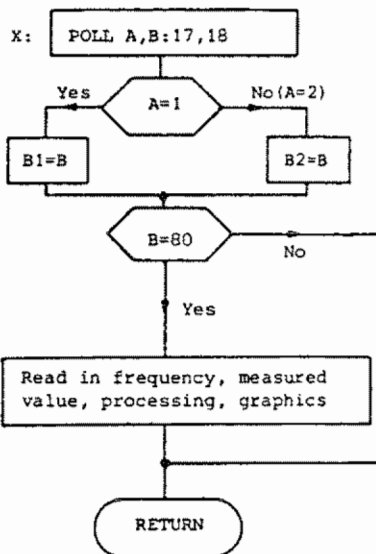 X: POLL A,B:17,18
Yes
No(A=2)
A=1
B1=B
B2=B
B=80
No
Yes
Read in frequency, measured
value, processing, graphics
RETURN